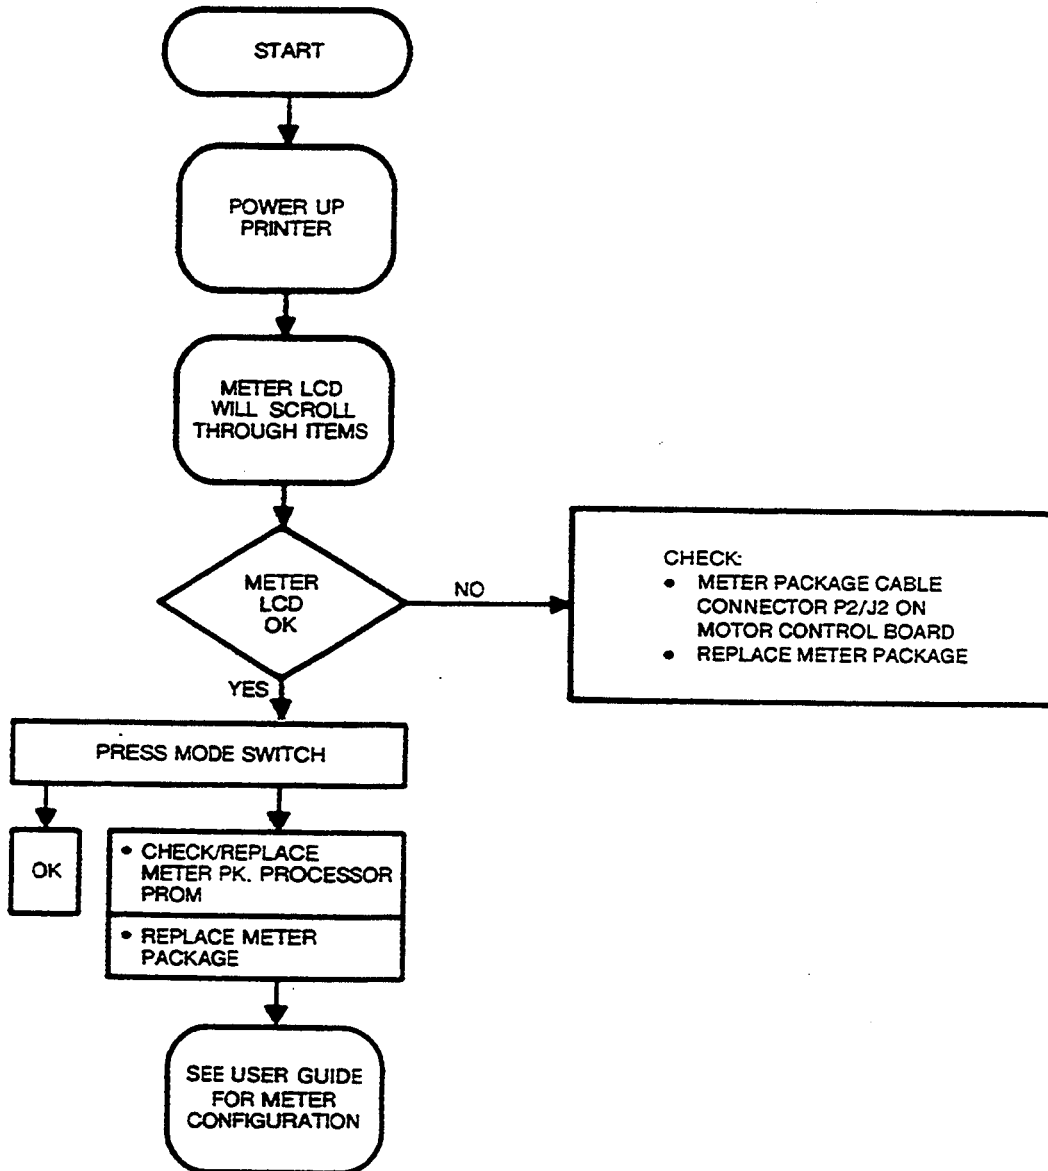 START
POWER UP
PRINTER
METER LCD
WILL SCROLL
THROUGH ITEMS
METER
LCD
OK
NO
CHECK:
• METER PACKAGE CABLE
CONNECTOR P2/J2 ON
MOTOR CONTROL BOARD
• REPLACE METER PACKAGE
YES
PRESS MODE SWITCH
OK
• CHECK/REPLACE
METER PK. PROCESSOR
PROM
• REPLACE METER
PACKAGE
SEE USER GUIDE
FOR METER
CONFIGURATION